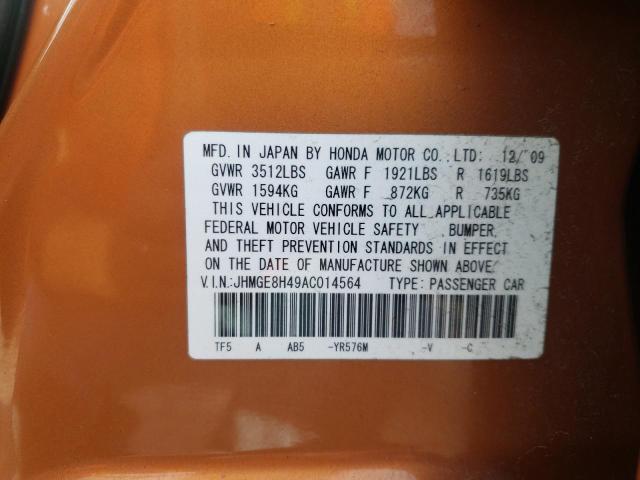 MFD. IN JAPAN BY HONDA MOTOR CO.,LTD: 12/'09
GVWR 3512LBS GAWR F 1921LBS R 1619LBS
GVWR 1594KG GAWR F 872KG R 735KG
THIS VEHICLE CONFORMS TO ALL APPLICABLE
FEDERAL MOTOR VEHICLE SAFETY ,BUMPER,
AND THEFT PREVENTION STANDARDS IN EFFECT
ON THE DATE OF MANUFACTURE SHOWN ABOVE.
V.I.N.:JHMGE8H49AC014564 TYPE: PASSENGER CAR
TF5 A AB5 -YR576M -V -C